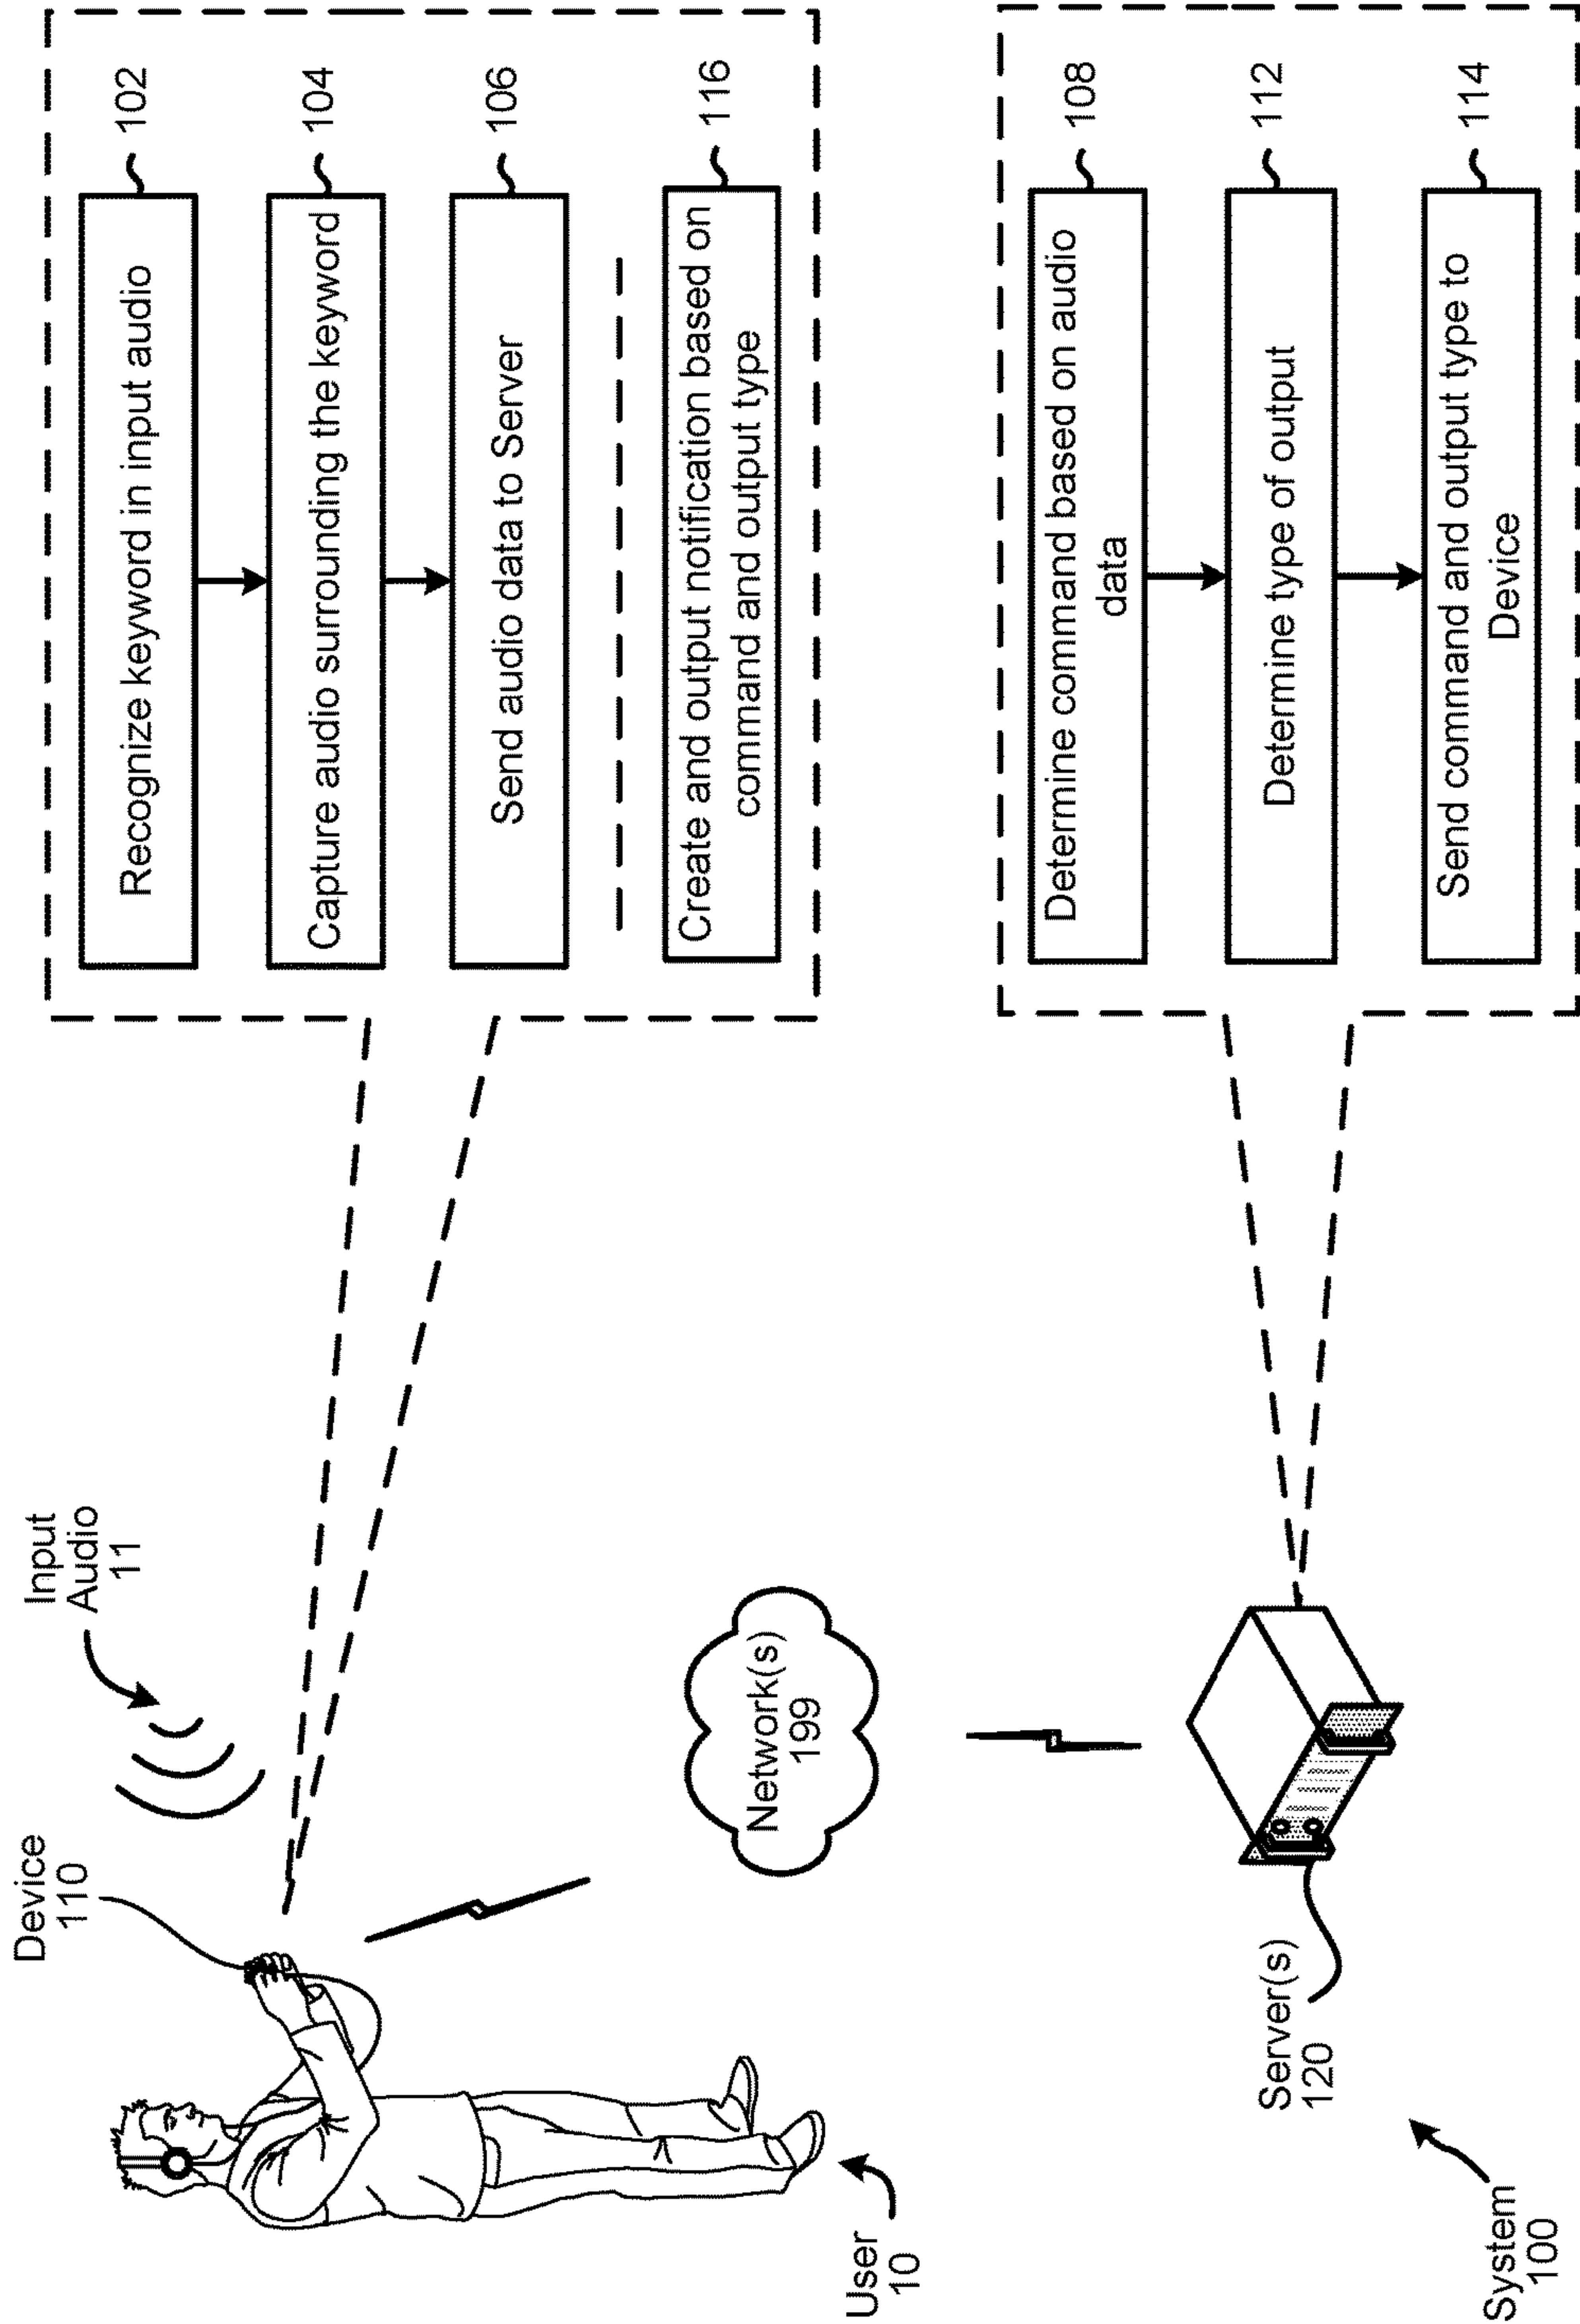 Device
110
Input
Audio
11
User
10
Network(s)
199
Server(s)
120
System
100
Recognize keyword in input audio
102
Capture audio surrounding the keyword
104
Send audio data to Server
106
Create and output notification based on
command and output type
116
Determine command based on audio
data
108
Determine type of output
112
Send command and output type to
Device
114